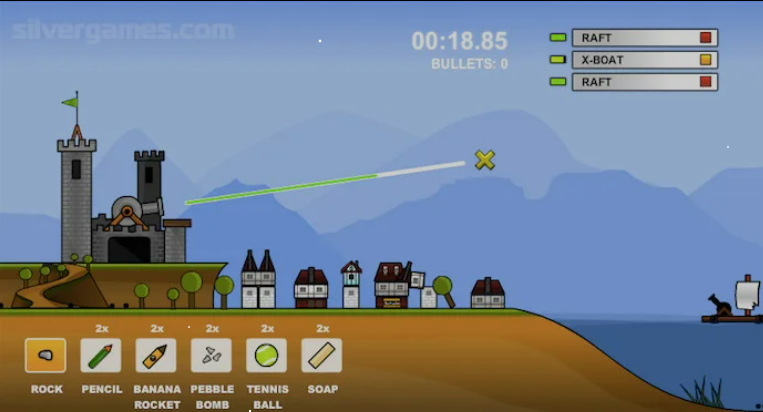 silvergames.com
00:18.85
BULLETS: 0
RAFT
X-BOAT
RAFT
2x 2x 2x 2x 2x
ROCK PENCIL BANANA ROCKET PEBBLE BOMB TENNIS BALL SOAP